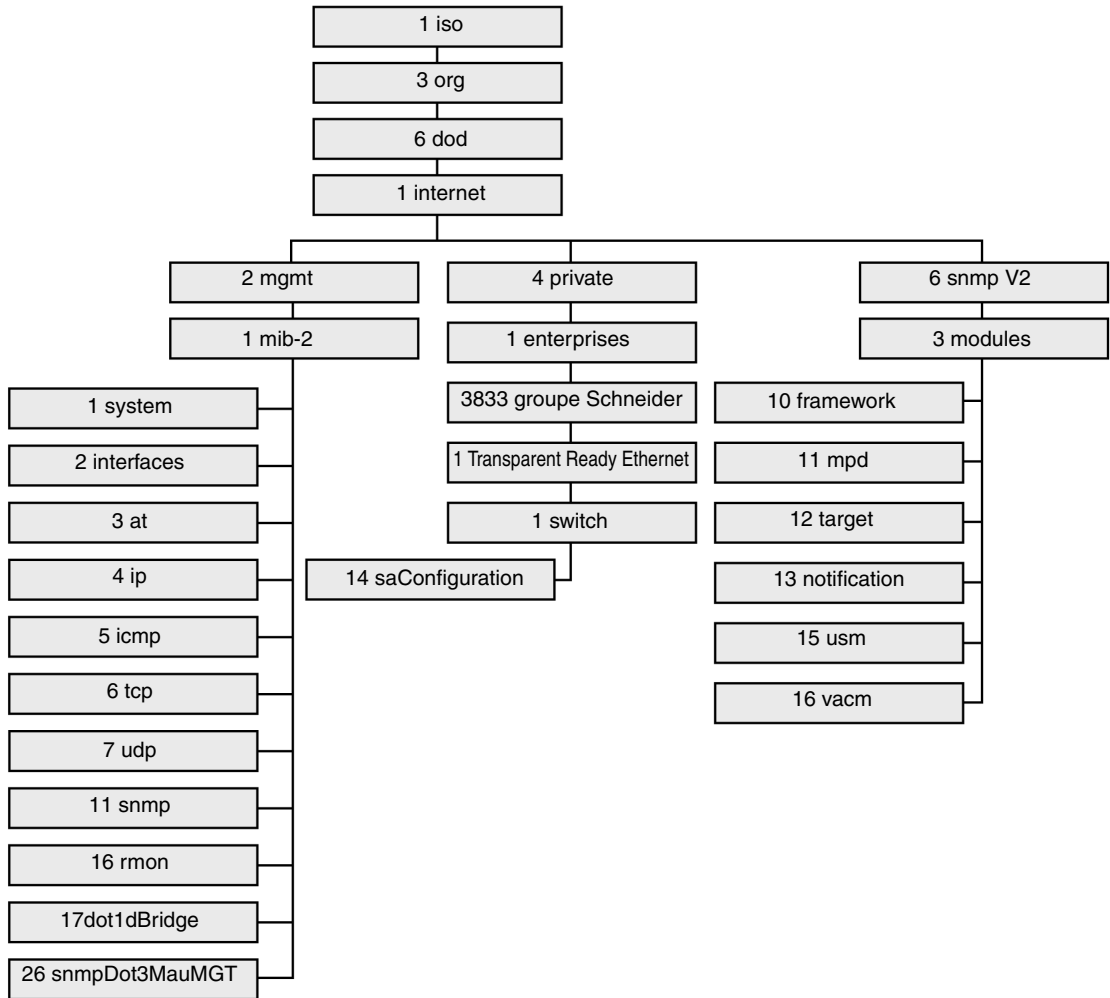 1 iso
3 org
6 dod
1 internet
2 mgmt
4 private
6 snmp V2
1 mib-2
1 enterprises
3 modules
1 system
3833 groupe Schneider
10 framework
2 interfaces
1 Transparent Ready Ethernet
11 mpd
3 at
1 switch
12 target
4 ip
14 saConfiguration
13 notification
5 icmp
15 usm
6 tcp
16 vacm
7 udp
11 snmp
16 rmon
17dot1dBridge
26 snmpDot3MauMGT